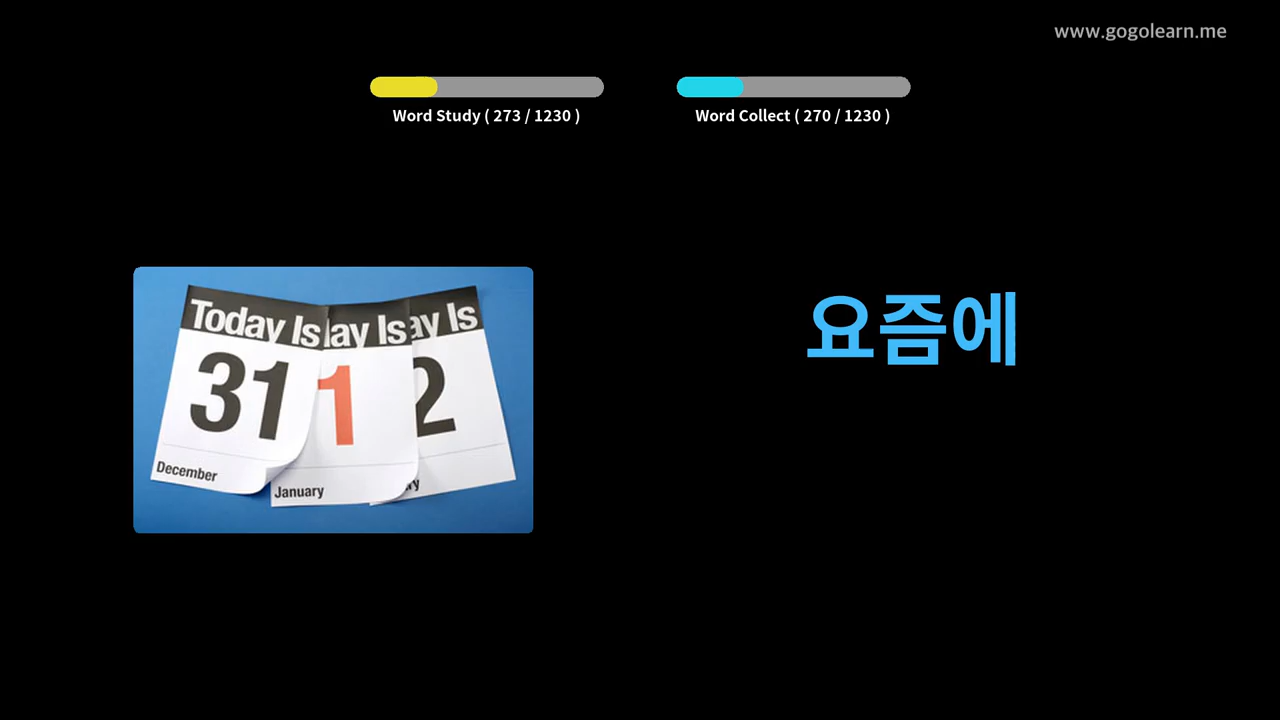 www.gogolearn.me
Word Study ( 273 / 1230 )
Word Collect ( 270 / 1230 )
Today Is
31
December
day Is
1
January
ay Is
2
ry
요즘에